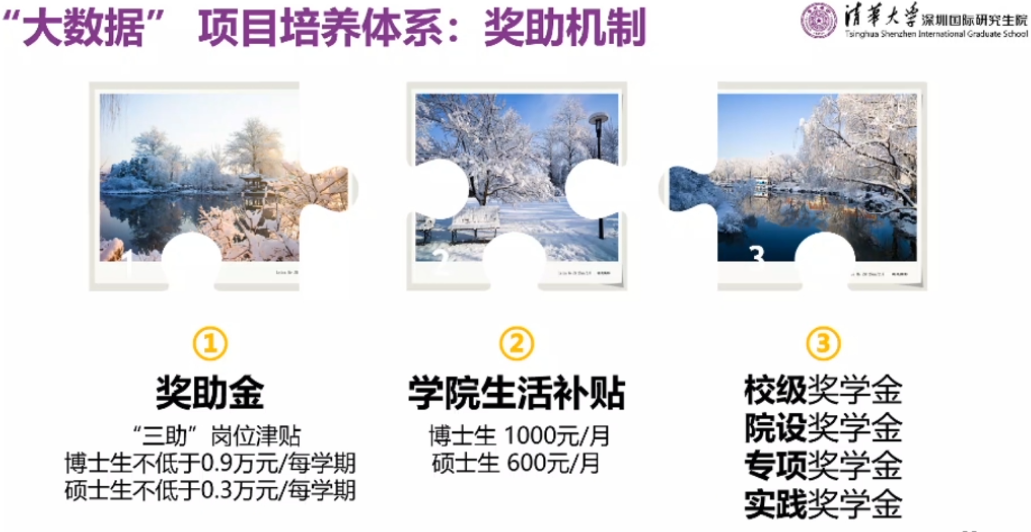 “大数据” 项目培养体系：奖助机制
清华大学深圳国际研究生院
Tsinghua Shenzhen International Graduate School
1
2
3
①
奖助金
“三助”岗位津贴
博士生不低于0.9万元/每学期
硕士生不低于0.3万元/每学期
②
学院生活补贴
博士生 1000元/月
硕士生 600元/月
③
校级奖学金
院设奖学金
专项奖学金
实践奖学金